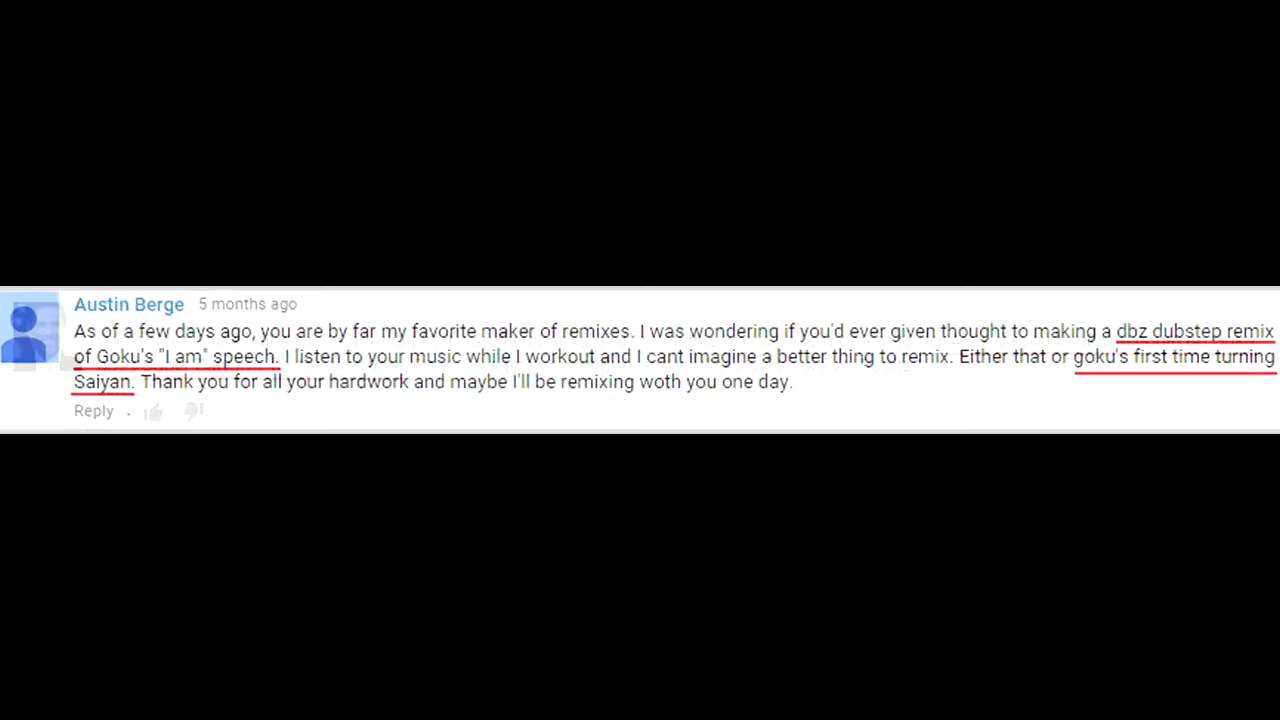 Austin Berge 5 months ago
As of a few days ago, you are by far my favorite maker of remixes. I was wondering if you'd ever given thought to making a dbz dubstep remix
of Goku's "I am" speech. I listen to your music while I workout and I cant imagine a better thing to remix. Either that or goku's first time turning
Saiyan. Thank you for all your hardwork and maybe I'll be remixing woth you one day.
Reply .